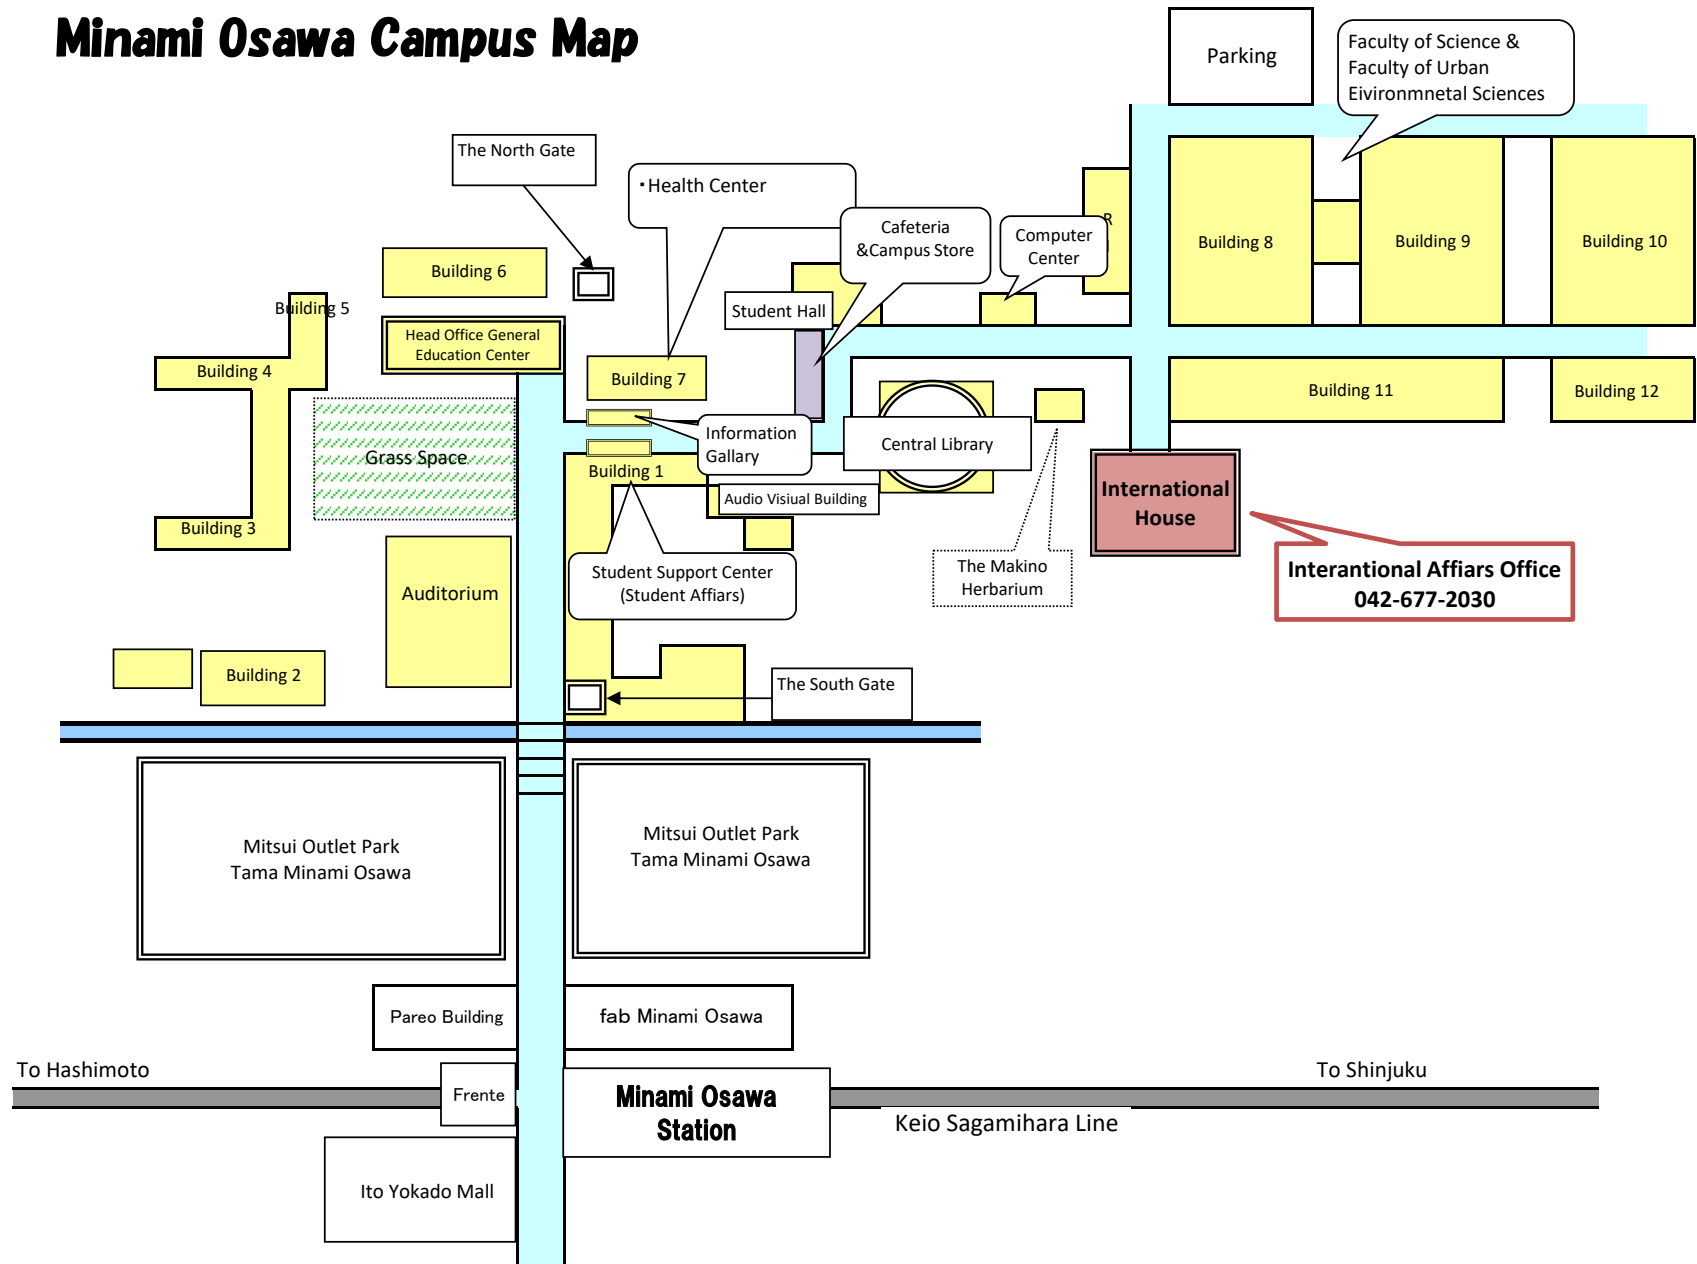 Minami Osawa Campus Map
Parking
Faculty of Science &
Faculty of Urban
Eivironmnetal Sciences
The North Gate
・Health Center
Cafeteria
&Campus Store
Computer
Center
R
Building 8
Building 9
Building 10
Building 6
Building 5
Student Hall
Head Office General
Education Center
Building 4
Building 7
Building 11
Building 12
Information
Gallary
Central Library
Grass Space
Building 1
Audio Visiual Building
International
House
Building 3
Student Support Center
(Student Affiars)
The Makino
Herbarium
Interantional Affiars Office
042-677-2030
Auditorium
Building 2
The South Gate
Mitsui Outlet Park
Tama Minami Osawa
Mitsui Outlet Park
Tama Minami Osawa
Pareo Building
fab Minami Osawa
To Hashimoto
To Shinjuku
Frente
Minami Osawa
Station
Keio Sagamihara Line
Ito Yokado Mall